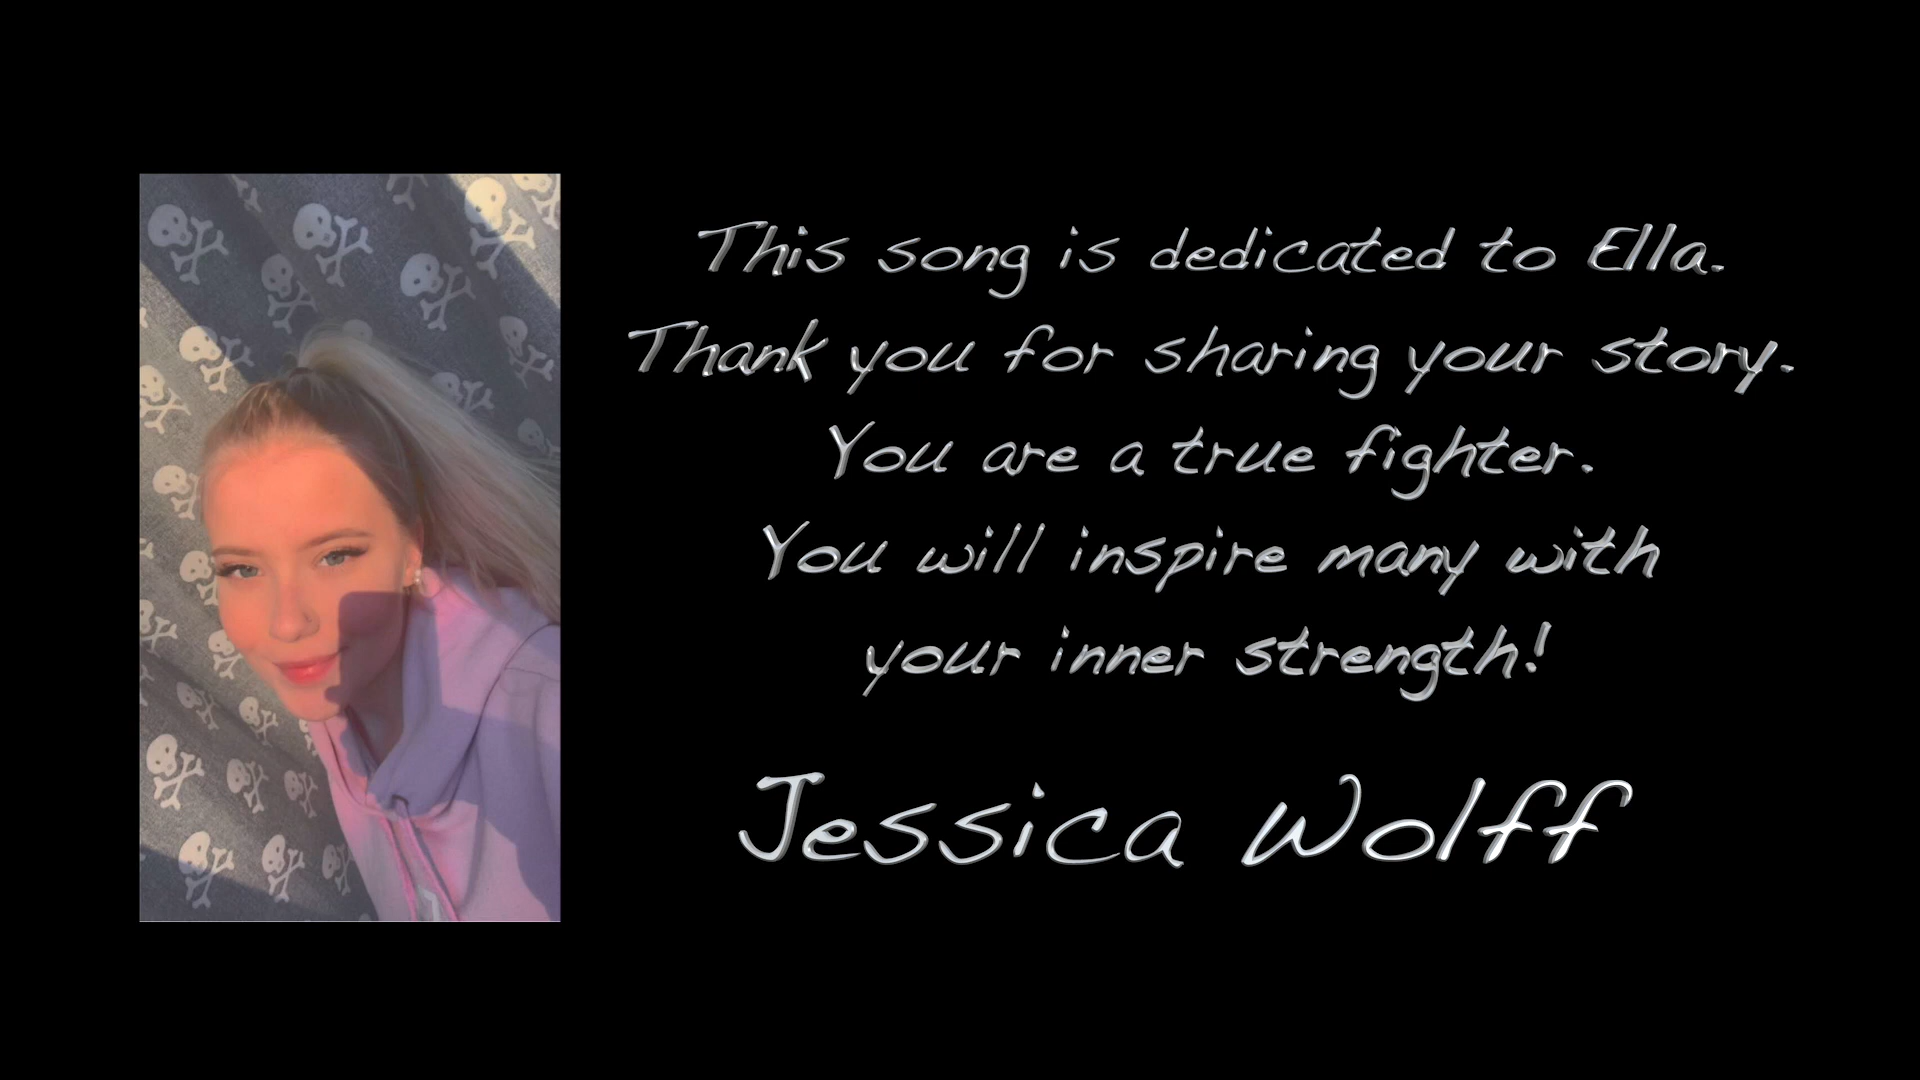 This song is dedicated to Ella.
Thank you for sharing your story.
You are a true fighter.
You will inspire many with
your inner strength!
Jessica Wolff